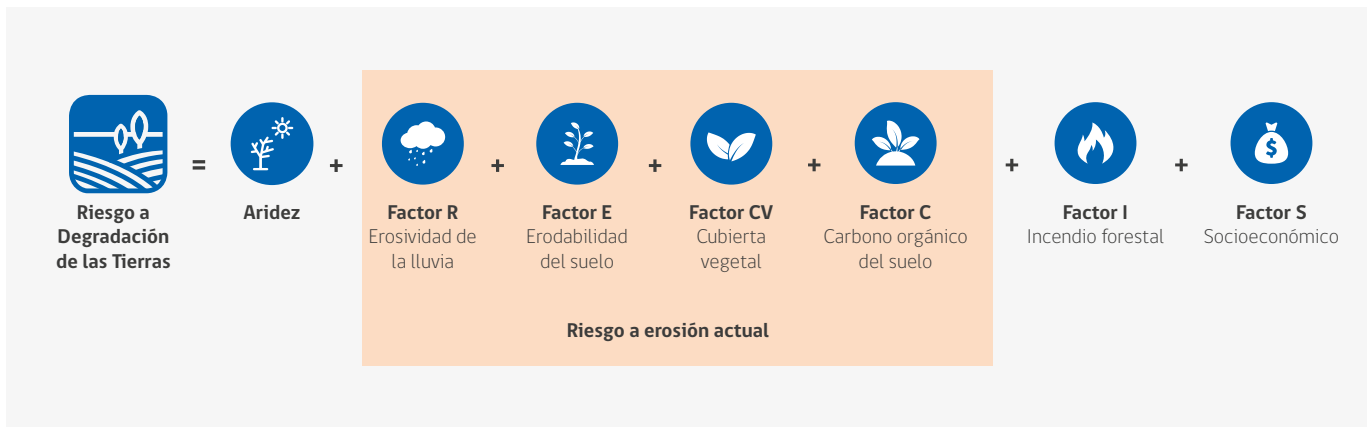 Riesgo a
Degradación
de las Tierras
=
Aridez
+
Factor R
Erosividad de
la lluvia
+
Factor E
Erodabilidad
del suelo
+
Factor CV
Cubierta
vegetal
+
Factor C
Carbono orgánico
del suelo
+
Factor I
Incendio forestal
+
$
Factor S
Socioeconómico
Riesgo a erosión actual